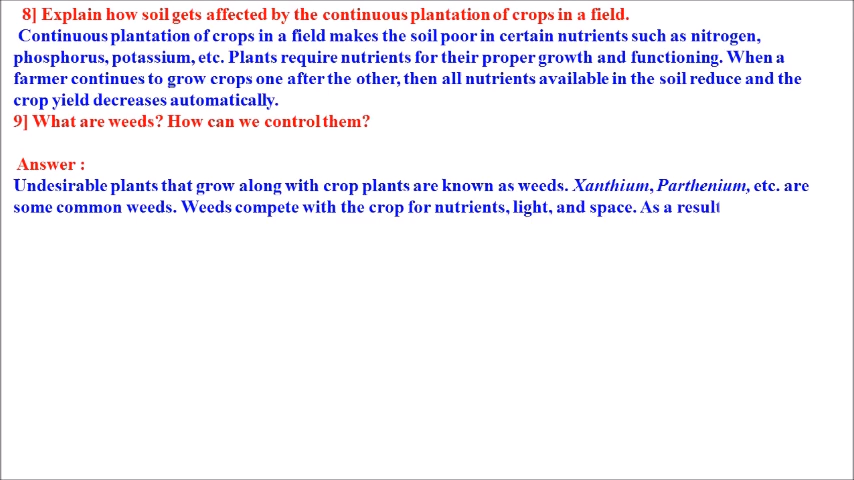 8] Explain how soil gets affected by the continuous plantation of crops in a field.
Continuous plantation of crops in a field makes the soil poor in certain nutrients such as nitrogen,
phosphorus, potassium, etc. Plants require nutrients for their proper growth and functioning. When a
farmer continues to grow crops one after the other, then all nutrients available in the soil reduce and the
crop yield decreases automatically.
9] What are weeds? How can we control them?
Answer :
Undesirable plants that grow along with crop plants are known as weeds. Xanthium, Parthenium, etc. are
some common weeds. Weeds compete with the crop for nutrients, light, and space. As a result